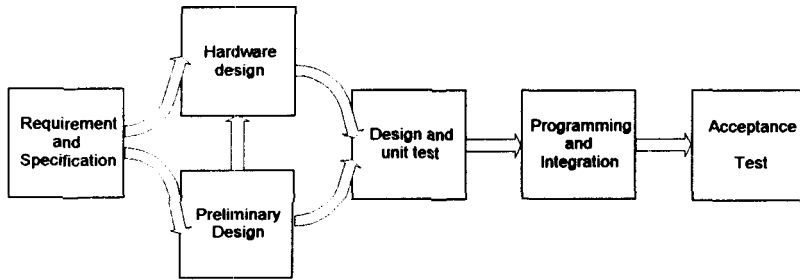 Requirement
and
Specification
Hardware
design
Preliminary
Design
Design and
unit test
Programming
and
Integration
Acceptance
Test